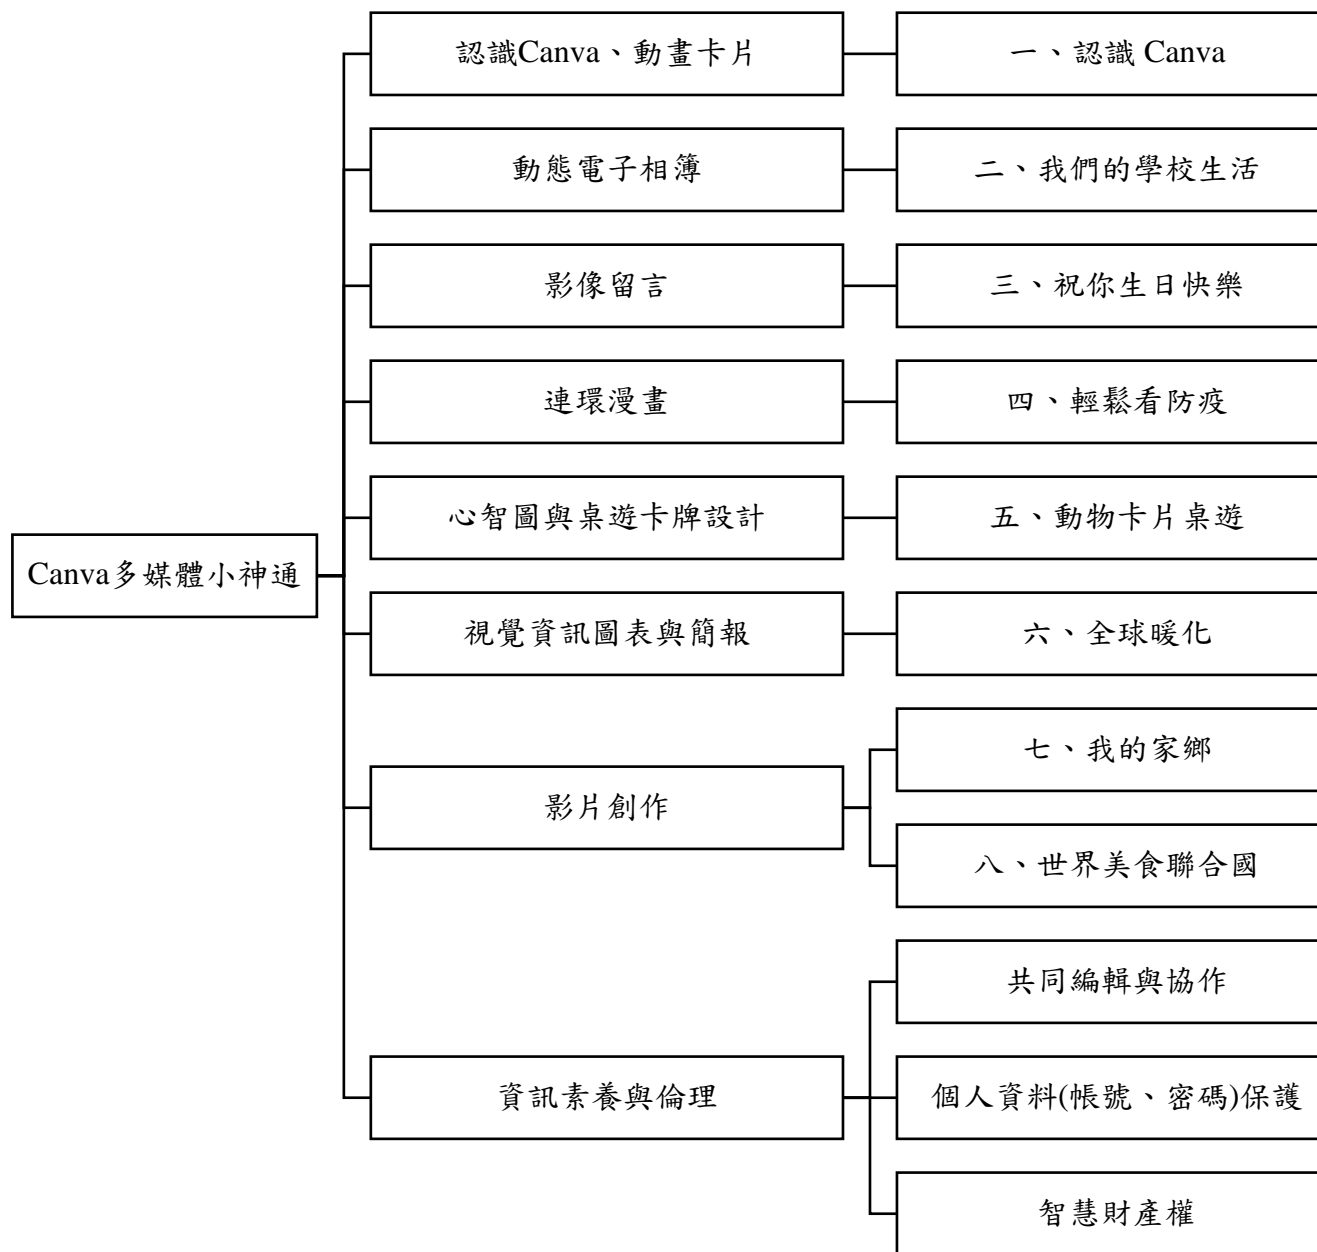 Canva多媒體小神通
認識Canva、動畫卡片
一、認識 Canva
動態電子相簿
二、我們的學校生活
影像留言
三、祝你生日快樂
連環漫畫
四、輕鬆看防疫
心智圖與桌遊卡牌設計
五、動物卡片桌遊
視覺資訊圖表與簡報
六、全球暖化
影片創作
七、我的家鄉
八、世界美食聯合國
資訊素養與倫理
共同編輯與協作
個人資料(帳號、密碼)保護
智慧財產權